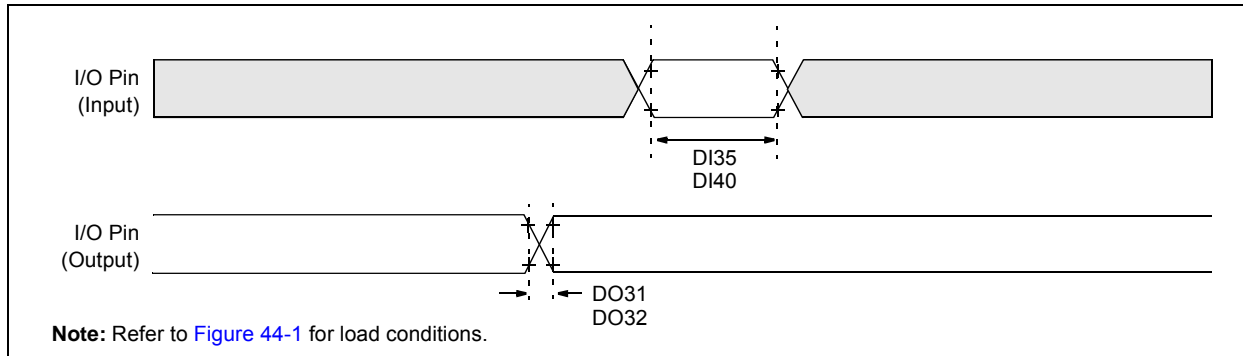 I/O Pin
(Input)
DI35
DI40
I/O Pin
(Output)
DO31
DO32
Note: Refer to Figure 44-1 for load conditions.